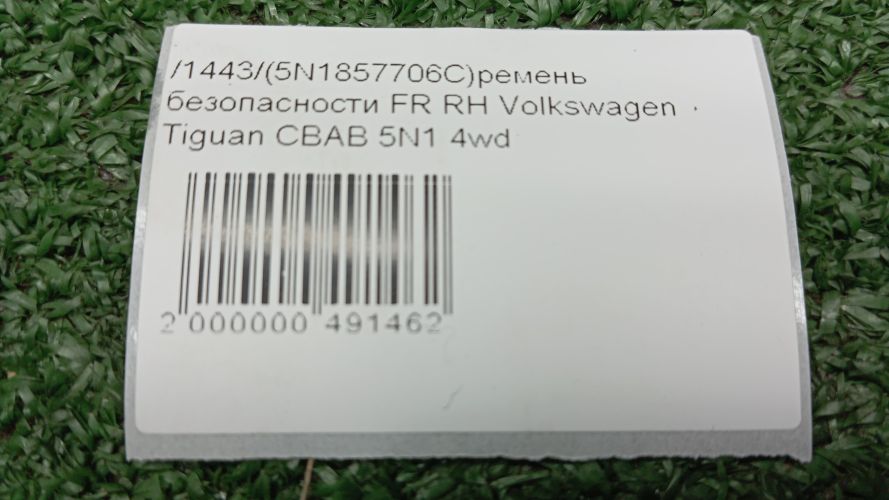 /1443/(5N1857706C)ремень
безопасности FR RH Volkswagen
Tiguan CBAB 5N1 4wd
2 000000 491462